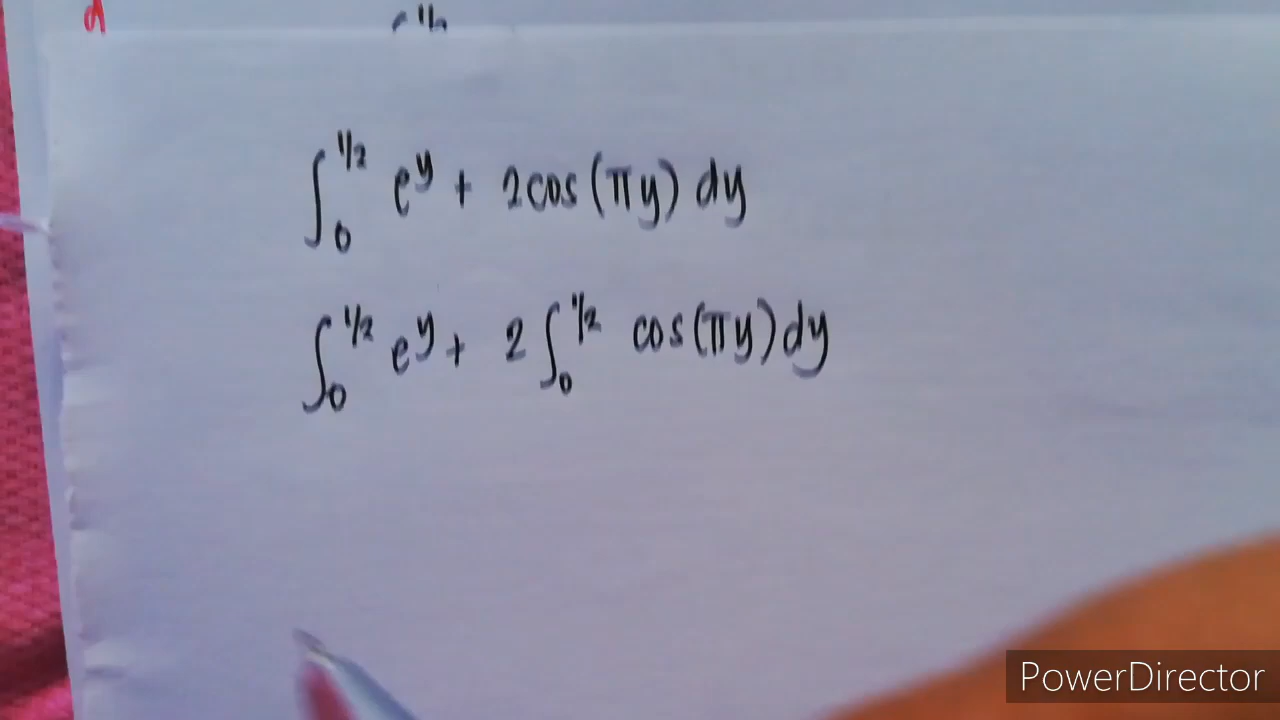 ∫₀^{1/2} e^y + 2cos(πy) dy
∫₀^{1/2} e^y + 2 ∫₀^{1/2} cos(πy) dy
PowerDirector